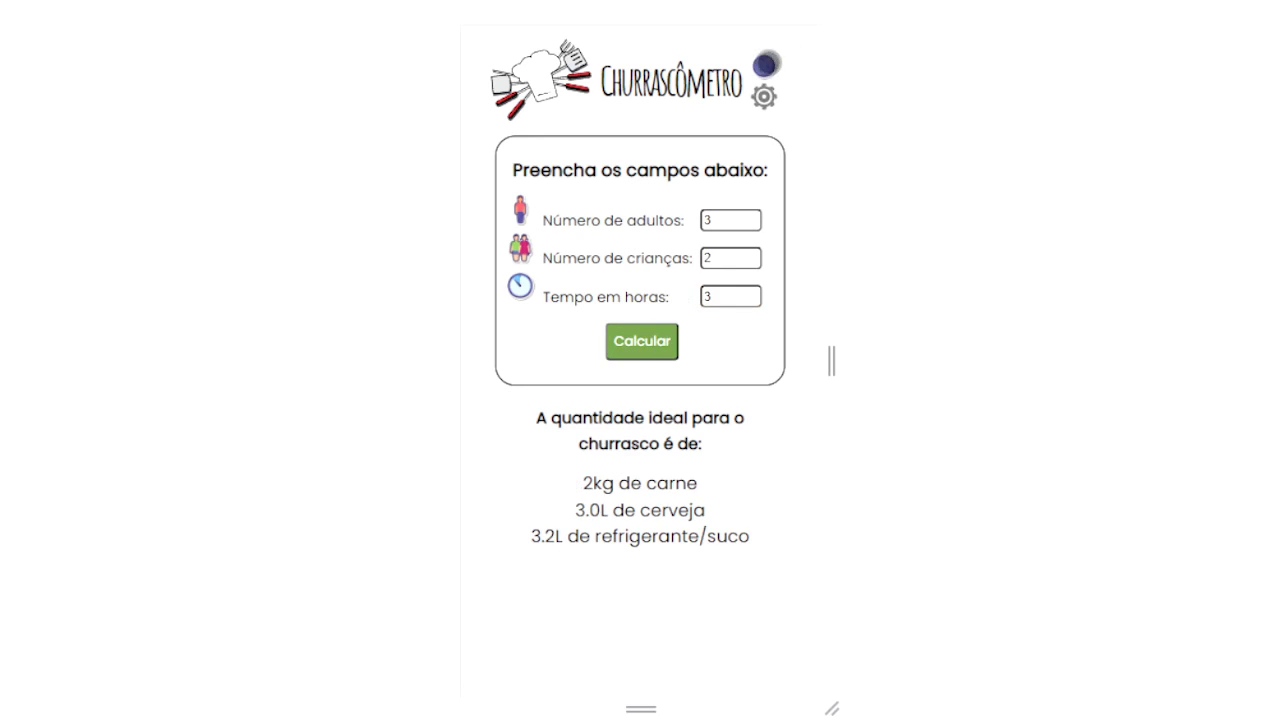 CHURRASCÔMETRO
Preencha os campos abaixo:
Número de adultos: 3
Número de crianças: 2
Tempo em horas: 3
Calcular
A quantidade ideal para o
churrasco é de:
2kg de carne
3.0L de cerveja
3.2L de refrigerante/suco